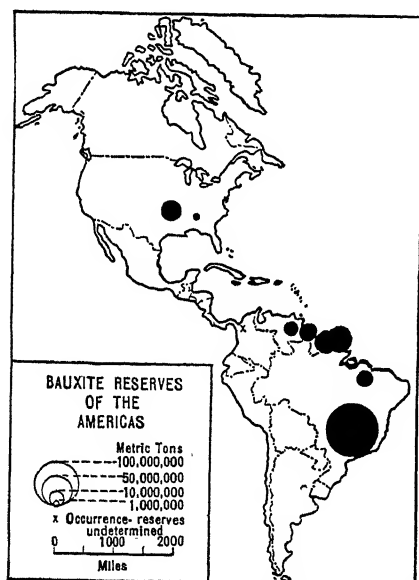 BAUXITE RESERVES
OF THE
AMERICAS
Metric Tons
100,000,000
50,000,000
10,000,000
1,000,000
x Occurrence- reserves
undetermined
0 1000 2000
Miles